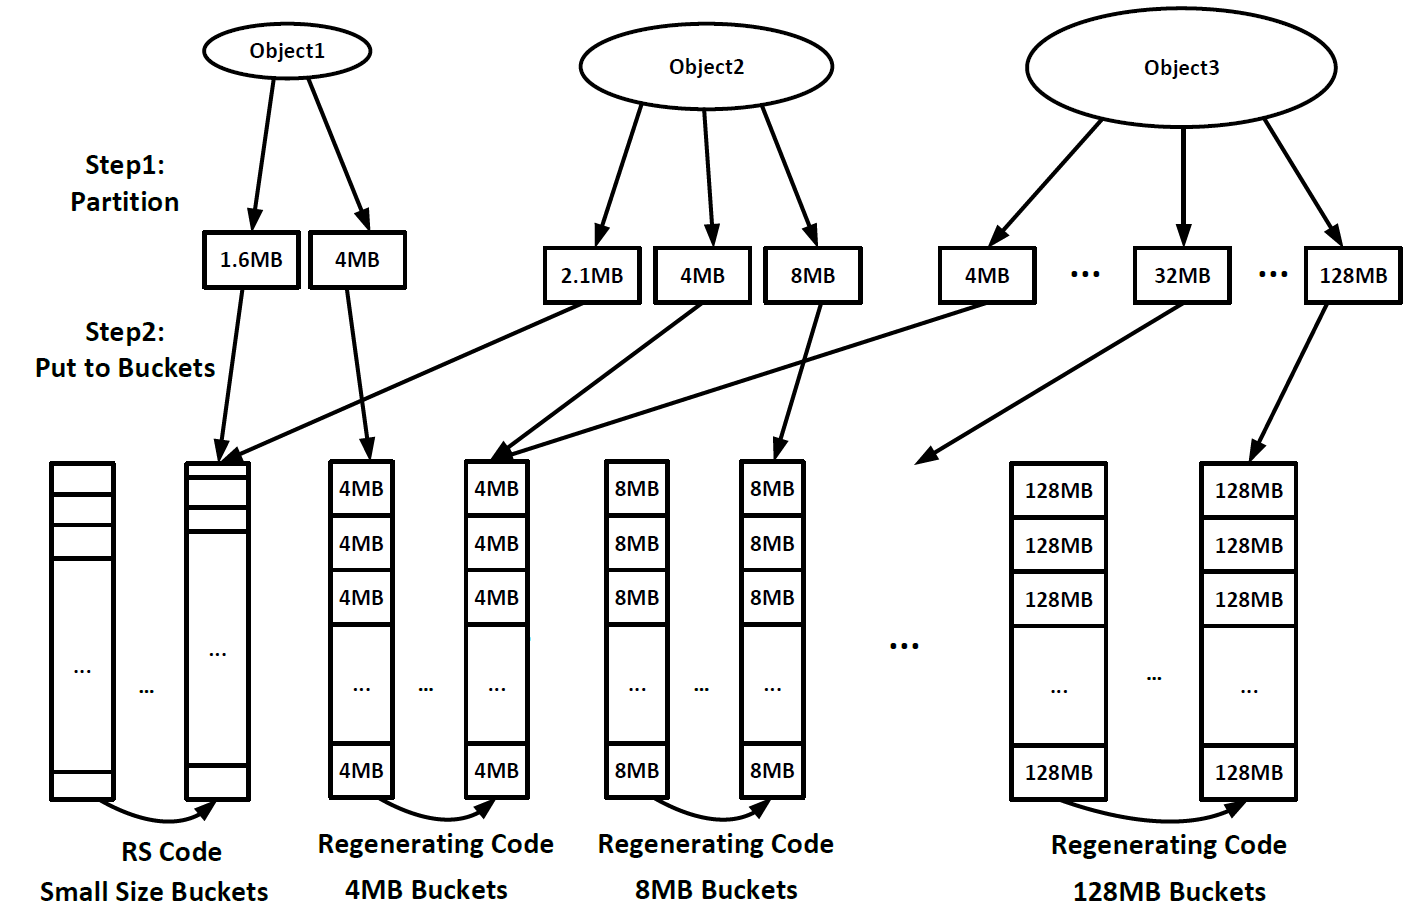 Object1
Object2
Object3
Step1:
Partition
1.6MB
4MB
2.1MB
4MB
8MB
4MB
...
32MB
...
128MB
Step2:
Put to Buckets
4MB 4MB 8MB 8MB 128MB 128MB
4MB 4MB 8MB 8MB 128MB 128MB
4MB 4MB 8MB 8MB 128MB 128MB
...
... ... ... ... ... ... ... ... ... ... ... ...
4MB 4MB 8MB 8MB 128MB 128MB
RS Code
Small Size Buckets
Regenerating Code
4MB Buckets
Regenerating Code
8MB Buckets
Regenerating Code
128MB Buckets